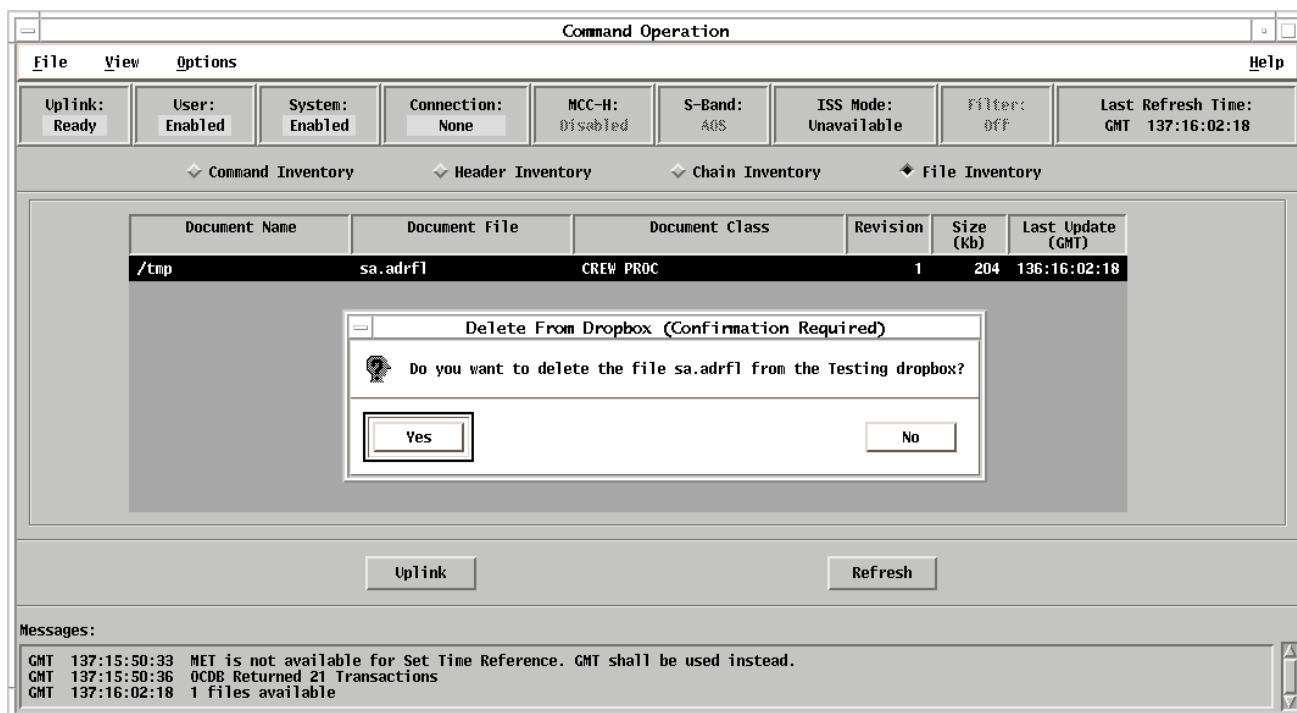 Command Operation
File View Options Help
Uplink: User: System: Connection: MCC-H: S-Band: ISS Mode: Filter: Last Refresh Time:
Ready Enabled Enabled None Disabled AOS Unavailable Off GMT 137:16:02:18
Command Inventory Header Inventory Chain Inventory File Inventory
Document Name Document File Document Class Revision Size (Kb) Last Update (GMT)
/tmp sa.adrfl CREW PROC 1 204 136:16:02:18
Delete From Dropbox (Confirmation Required)
Do you want to delete the file sa.adrfl from the Testing dropbox?
Yes No
Uplink Refresh
Messages:
GMT 137:15:50:33 MET is not available for Set Time Reference. GMT shall be used instead.
GMT 137:15:50:36 OCDB Returned 21 Transactions
GMT 137:16:02:18 1 files available